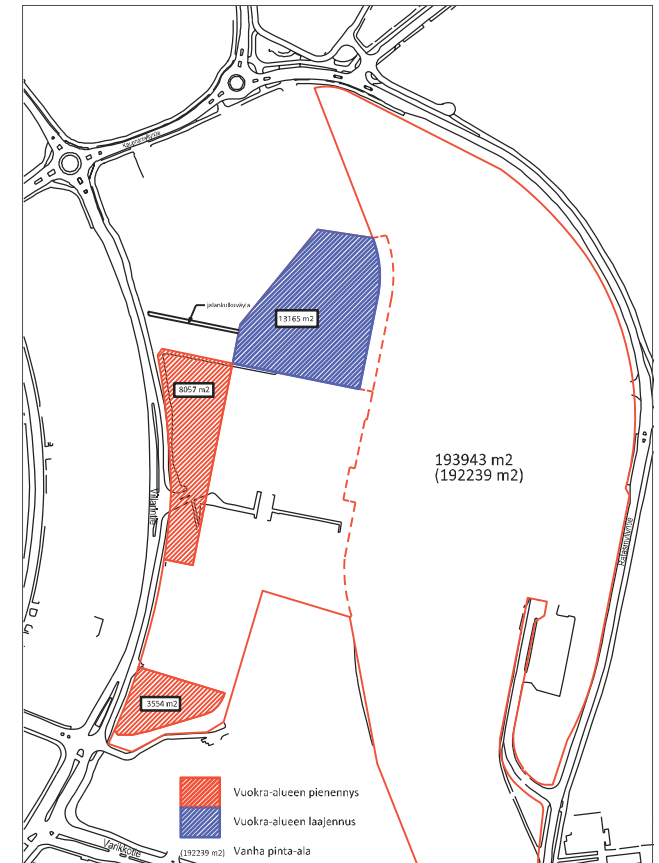 jalankulkuväylä
13165 m2
8057 m2
193943 m2
(192239 m2)
3554 m2
Vuokra-alueen pienennys
Vuokra-alueen laajennus
(192239 m2) Vanha pinta-ala
Varikkotie